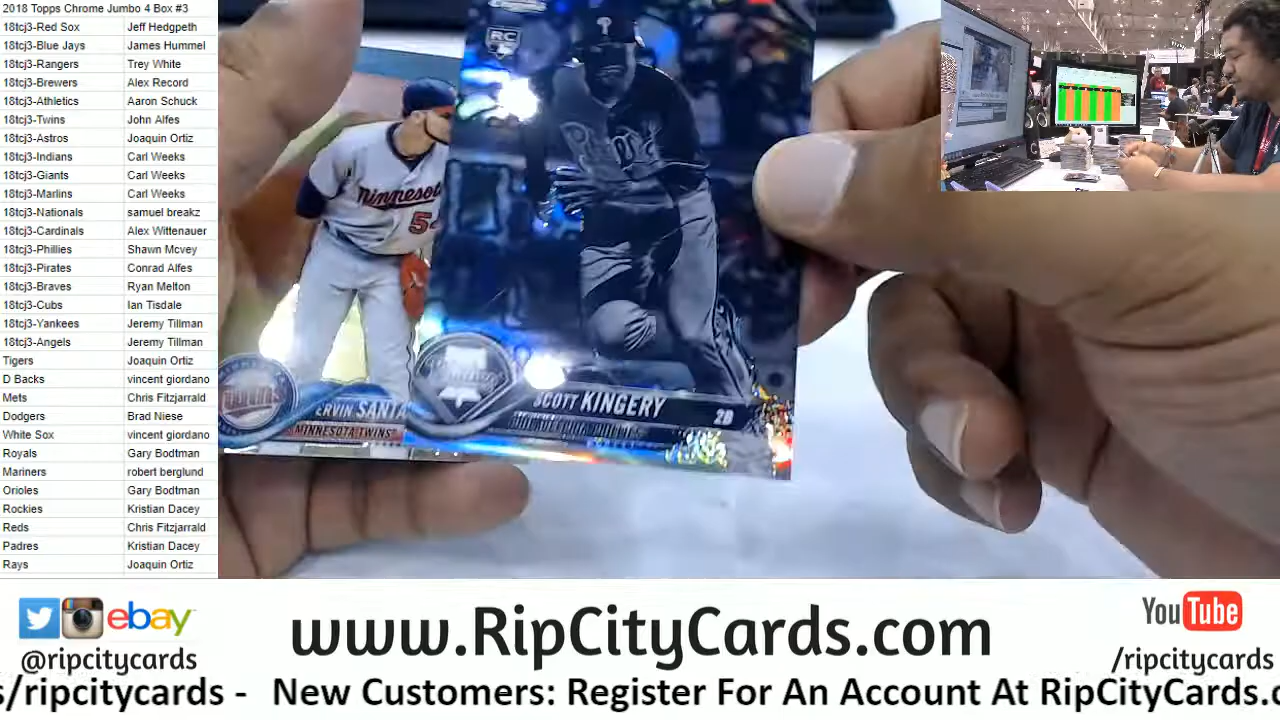 2018 Topps Chrome Jumbo 4 Box #3
18tcj3-Red Sox Jeff Hedgpeth
18tcj3-Blue Jays James Hummel
18tcj3-Rangers Trey White
18tcj3-Brewers Alex Record
18tcj3-Athletics Aaron Schuck
18tcj3-Twins John Alfes
18tcj3-Astros Joaquin Ortiz
18tcj3-Indians Carl Weeks
18tcj3-Giants Carl Weeks
18tcj3-Marlins Carl Weeks
18tcj3-Nationals samuel breakz
18tcj3-Cardinals Alex Wittenauer
18tcj3-Phillies Shawn Mcvey
18tcj3-Pirates Conrad Alfes
18tcj3-Braves Ryan Melton
18tcj3-Cubs Ian Tisdale
18tcj3-Yankees Jeremy Tillman
18tcj3-Angels Jeremy Tillman
Tigers Joaquin Ortiz
D Backs vincent giordano
Mets Chris Fitzjarrald
Dodgers Brad Niese
White Sox vincent giordano
Royals Gary Bodtman
Mariners robert berglund
Orioles Gary Bodtman
Rockies Kristian Dacey
Reds Chris Fitzjarrald
Padres Kristian Dacey
Rays Joaquin Ortiz
RC
P
Minnesot
54
ERVIN SANTA
MINNESOTA TWINS
SCOTT KINGERY
2B
ebay
@ripcitycards
www.RipCityCards.com
YouTube
/ripcitycards
s/ripcitycards - New Customers: Register For An Account At RipCityCards.c